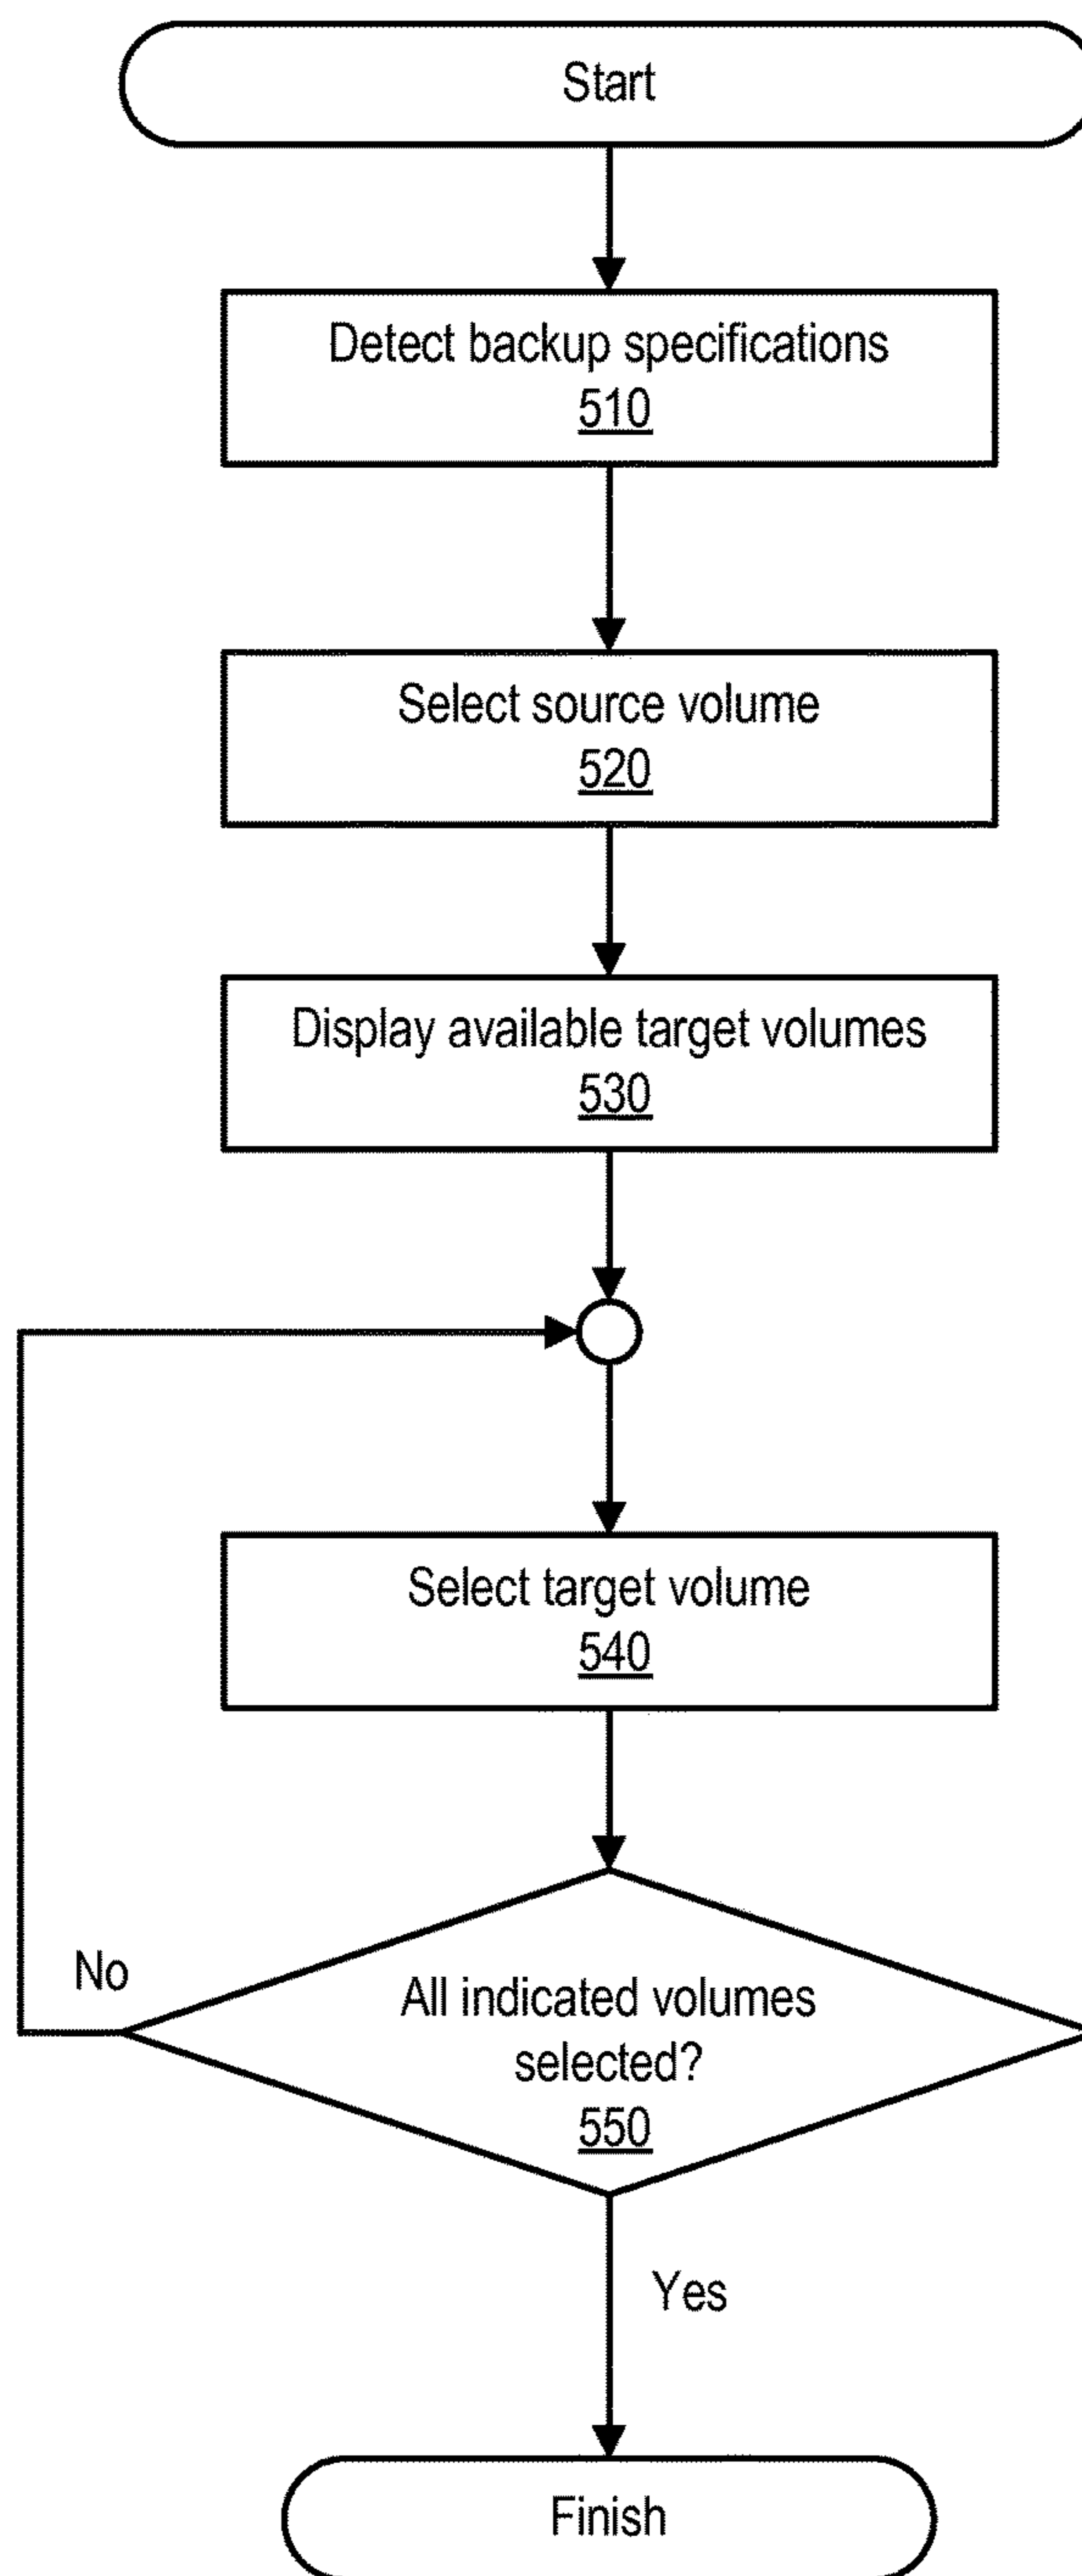 Start
Detect backup specifications
510
Select source volume
520
Display available target volumes
530
Select target volume
540
No
All indicated volumes
selected?
550
Yes
Finish